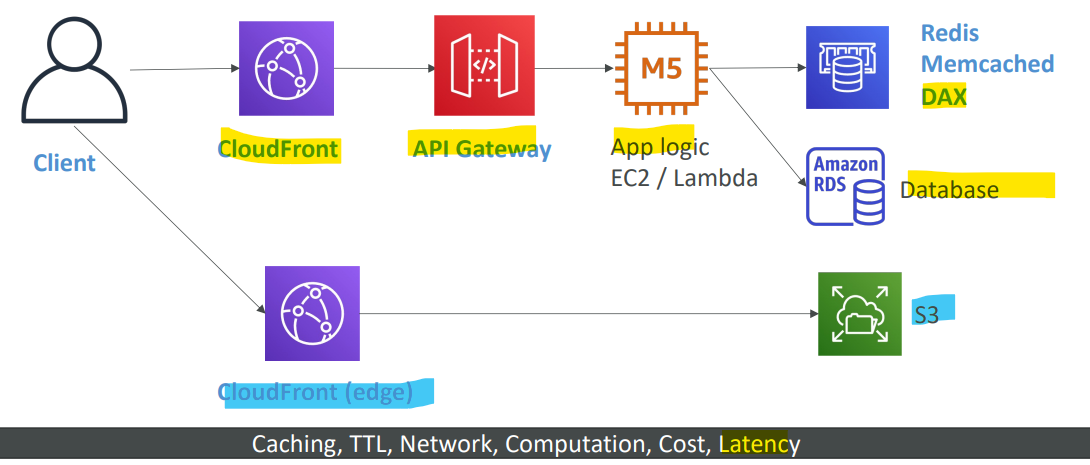 Client
CloudFront
API Gateway
</>
M5
App logic
EC2 / Lambda
Redis
Memcached
DAX
Amazon
RDS
Database
CloudFront (edge)
S3
Caching, TTL, Network, Computation, Cost, Latency